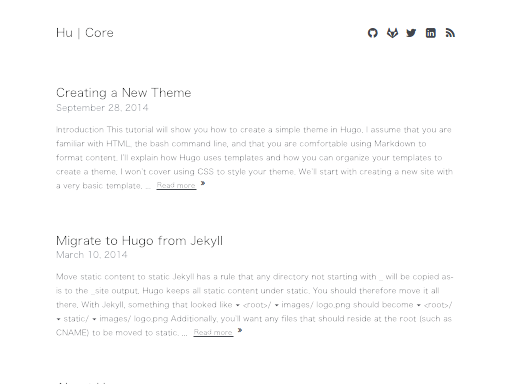 Hu | Core
Creating a New Theme
September 28, 2014
Introduction This tutorial will show you how to create a simple theme in Hugo. I assume that you are
familiar with HTML, the bash command line, and that you are comfortable using Markdown to
format content. I'll explain how Hugo uses templates and how you can organize your templates to
create a theme. I won't cover using CSS to style your theme. We'll start with creating a new site with
a very basic template. ... Read more »
Migrate to Hugo from Jekyll
March 10, 2014
Move static content to static Jekyll has a rule that any directory not starting with _ will be copied as-
is to the _site output. Hugo keeps all static content under static. You should therefore move it all
there. With Jekyll, something that looked like ▾ <root>/ ▾ images/ logo.png should become ▾ <root>/
▾ static/ ▾ images/ logo.png Additionally, you'll want any files that should reside at the root (such as
CNAME) to be moved to static. ... Read more »